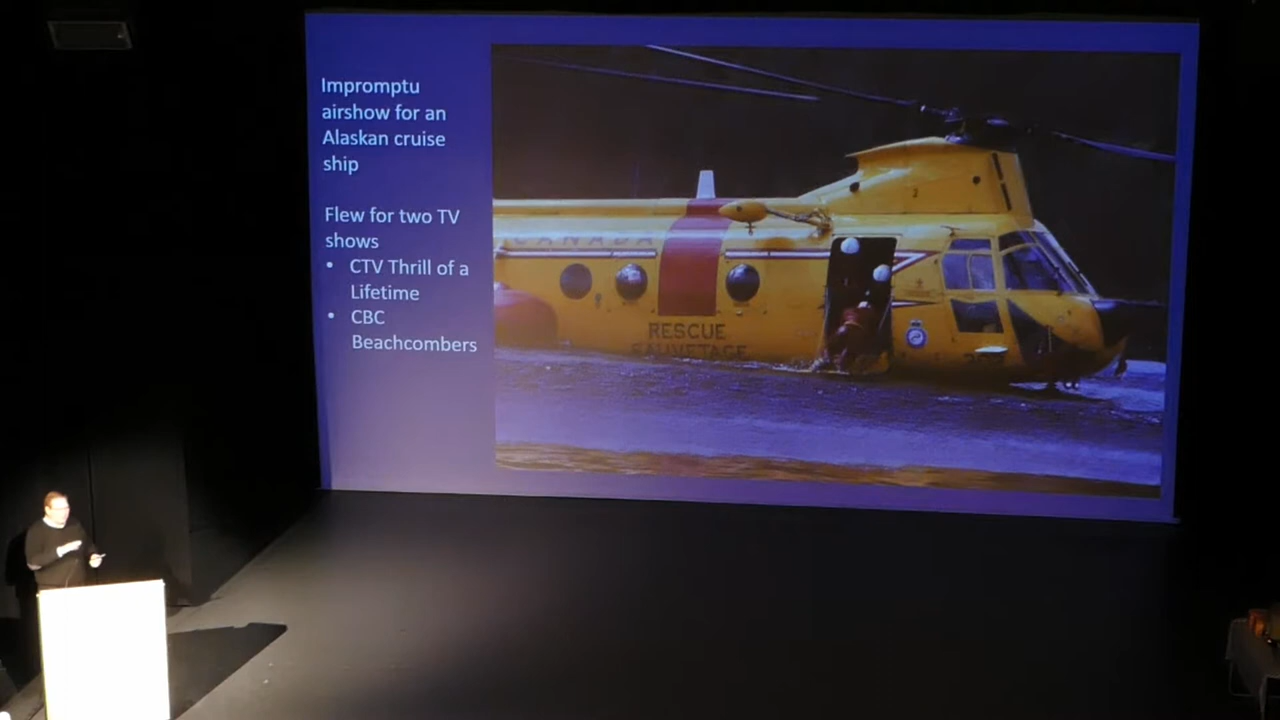 Impromptu
airshow for an
Alaskan cruise
ship
Flew for two TV
shows
• CTV Thrill of a
Lifetime
• CBC
Beachcombers
CANADA
RESCUE
SAUVETAGE